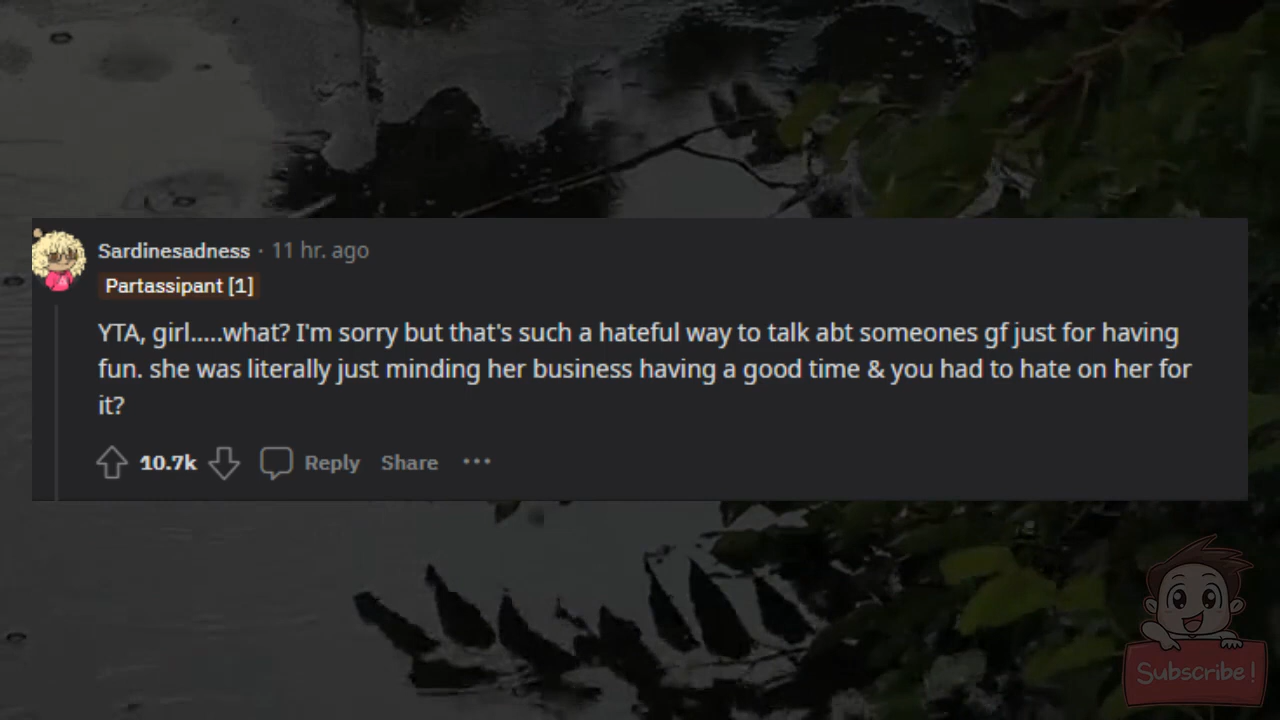 Sardinesadness · 11 hr. ago
Partassipant [1]
YTA, girl.....what? I'm sorry but that's such a hateful way to talk abt someones gf just for having
fun. she was literally just minding her business having a good time & you had to hate on her for
it?
10.7k Reply Share ···
Subscribe!